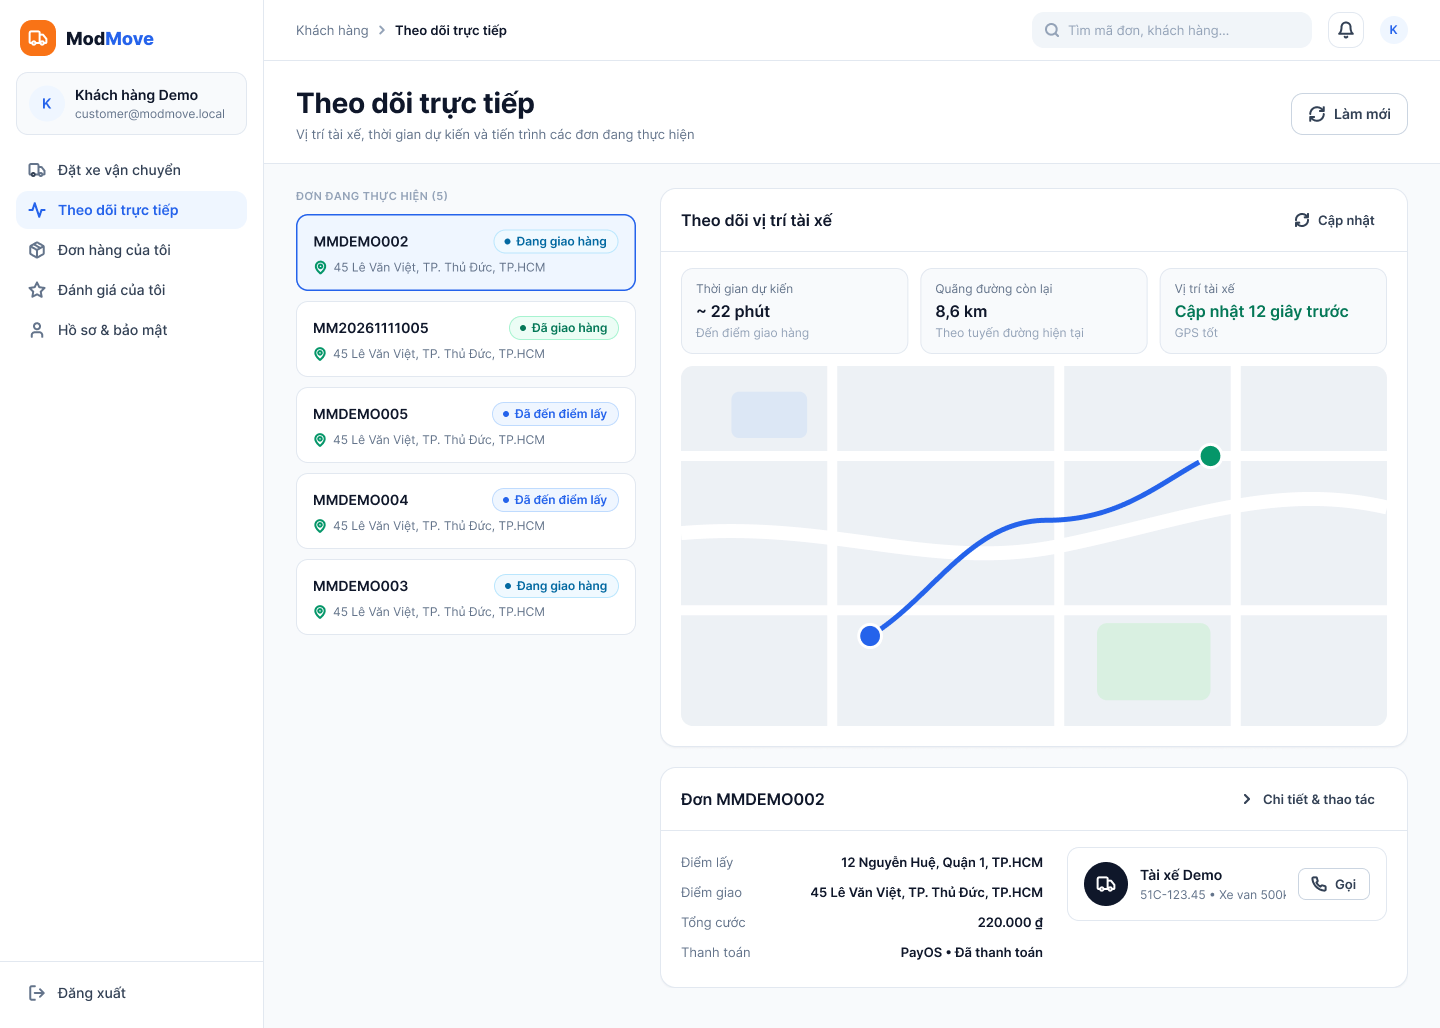 ModMove
Khách hàng Demo
customer@modmove.local
K
Đặt xe vận chuyển
Theo dõi trực tiếp
Đơn hàng của tôi
Đánh giá của tôi
Hồ sơ & bảo mật
Đăng xuất
Khách hàng
Theo dõi trực tiếp
Tìm mã đơn, khách hàng...
K
Theo dõi trực tiếp
Vị trí tài xế, thời gian dự kiến và tiến trình các đơn đang thực hiện
Làm mới
ĐƠN ĐANG THỰC HIỆN (5)
MMDEMO002
Đang giao hàng
45 Lê Văn Việt, TP. Thủ Đức, TP.HCM
MM20261111005
Đã giao hàng
45 Lê Văn Việt, TP. Thủ Đức, TP.HCM
MMDEMO005
Đã đến điểm lấy
45 Lê Văn Việt, TP. Thủ Đức, TP.HCM
MMDEMO004
Đã đến điểm lấy
45 Lê Văn Việt, TP. Thủ Đức, TP.HCM
MMDEMO003
Đang giao hàng
45 Lê Văn Việt, TP. Thủ Đức, TP.HCM
Theo dõi vị trí tài xế
Cập nhật
Thời gian dự kiến
~ 22 phút
Đến điểm giao hàng
Quãng đường còn lại
8,6 km
Theo tuyến đường hiện tại
Vị trí tài xế
Cập nhật 12 giây trước
GPS tốt
Đơn MMDEMO002
Chi tiết & thao tác
Điểm lấy
12 Nguyễn Huệ, Quận 1, TP.HCM
Điểm giao
45 Lê Văn Việt, TP. Thủ Đức, TP.HCM
Tổng cước
220.000 ₫
Thanh toán
PayOS • Đã thanh toán
Tài xế Demo
51C-123.45 • Xe van 500k
Gọi